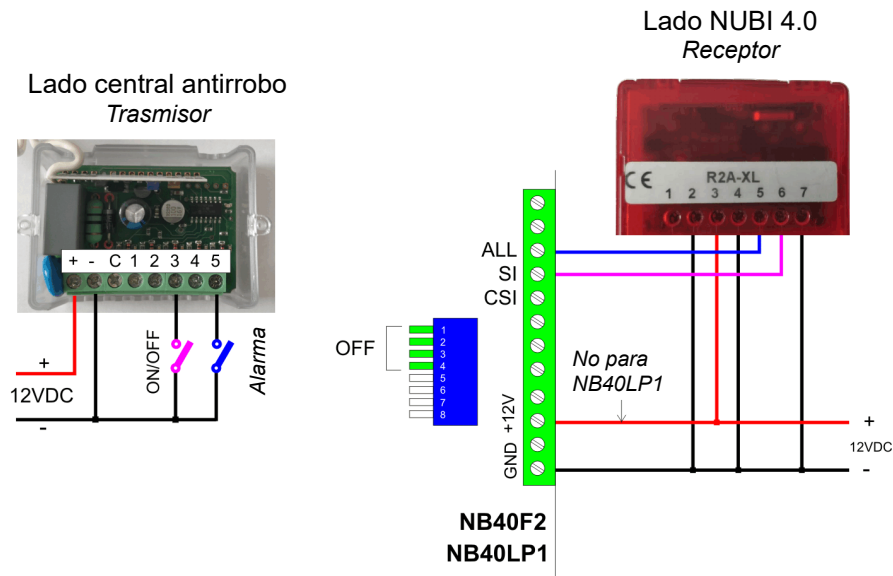 Lado NUBI 4.0
Receptor
Lado central antirrobo
Trasmisor
CE R2A-XL
1 2 3 4 5 6 7
+ - C 1 2 3 4 5
ALL
SI
CSI
+
12VDC
-
ON/OFF
Alarma
OFF
1
2
3
4
5
6
7
8
No para
NB40LP1
+12V
GND
+
12VDC
-
NB40F2
NB40LP1